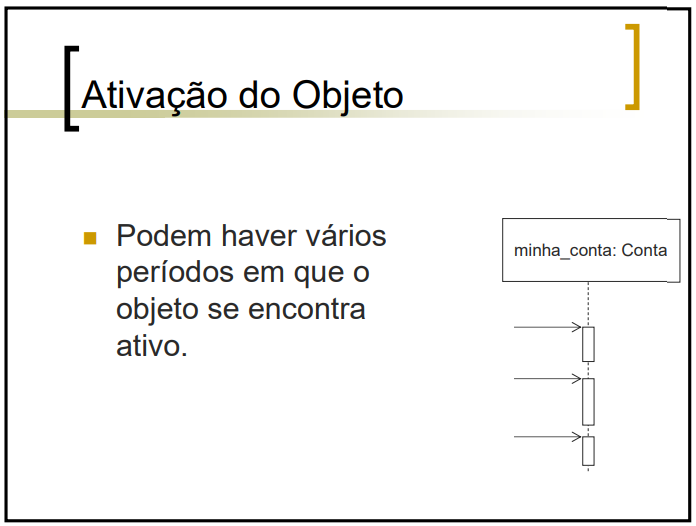 Ativação do Objeto
Podem haver vários
períodos em que o
objeto se encontra
ativo.
minha_conta: Conta